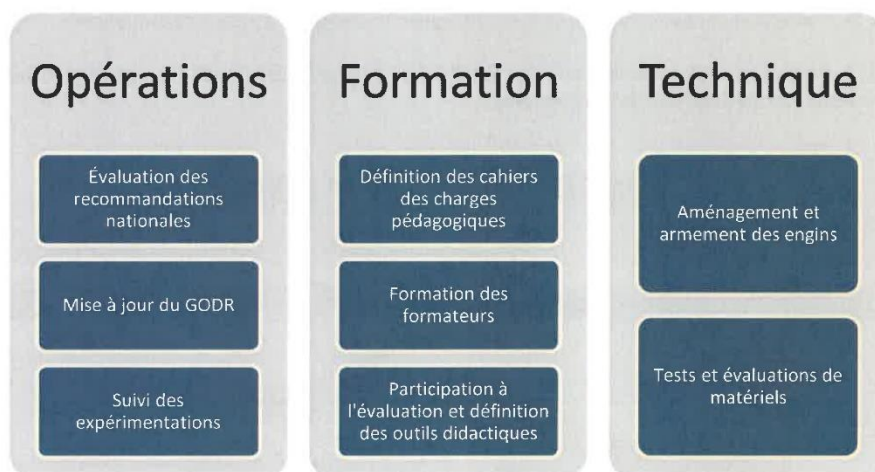 Opérations
Évaluation des
recommandations
nationales
Mise à jour du GODR
Suivi des
expérimentations
Formation
Définition des cahiers
des charges
pédagogiques
Formation des
formateurs
Participation à
l'évaluation et définition
des outils didactiques
Technique
Aménagement et
armement des engins
Tests et évaluations de
matériels